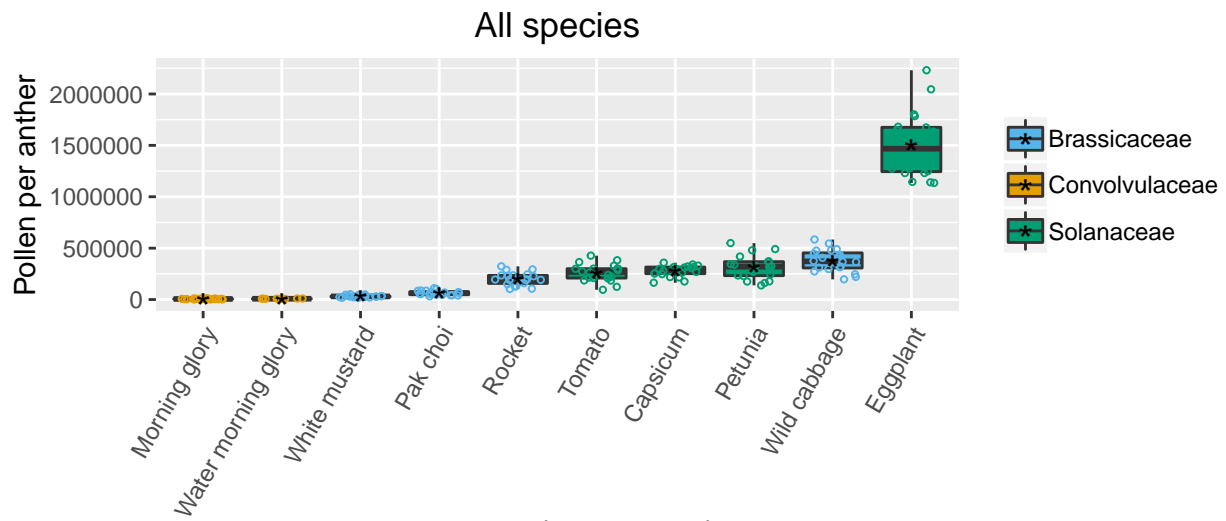 All species
Pollen per anther
2000000
1500000
1000000
500000
0
Morning glory
Water morning glory
White mustard
Pak choi
Rocket
Tomato
Capsicum
Petunia
Wild cabbage
Eggplant
Brassicaceae
Convolvulaceae
Solanaceae